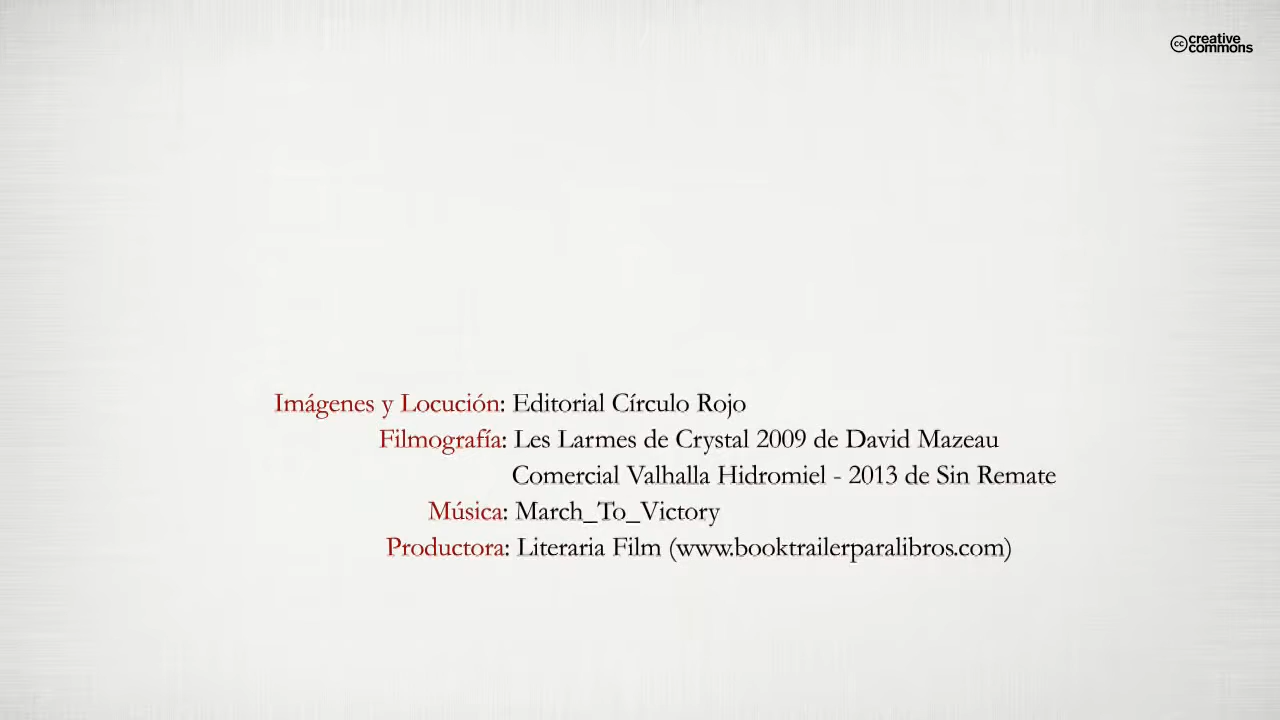 creative
commons
Imágenes y Locución: Editorial Círculo Rojo
Filmografía: Les Larmes de Crystal 2009 de David Mazeau
Comercial Valhalla Hidromiel - 2013 de Sin Remate
Música: March_To_Victory
Productora: Literaria Film (www.booktrailerparalibros.com)